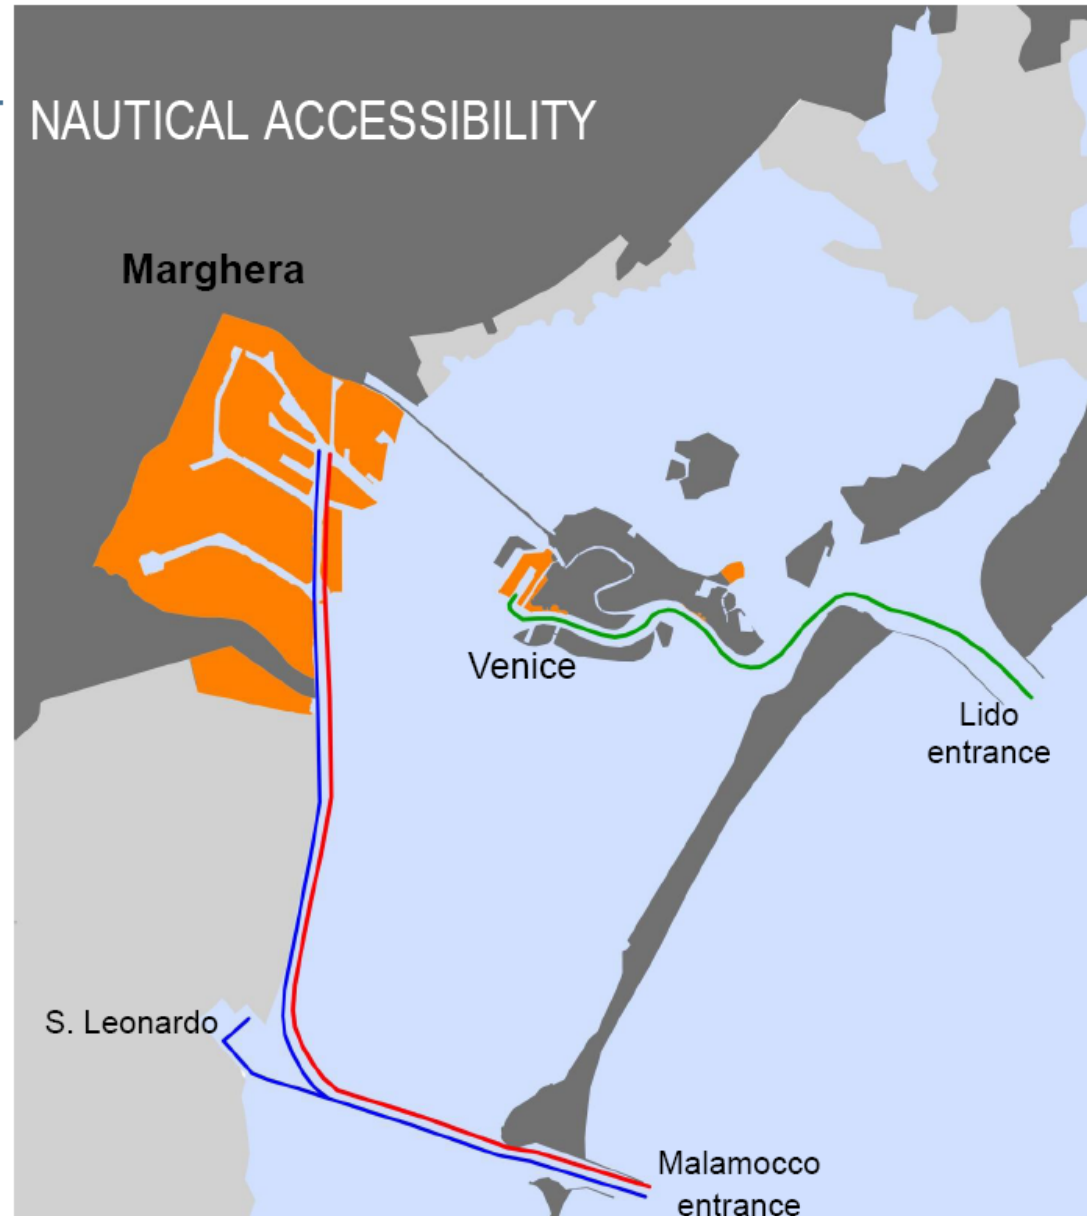 NAUTICAL ACCESSIBILITY
Marghera
Venice
Lido
entrance
S. Leonardo
Malamocco
entrance